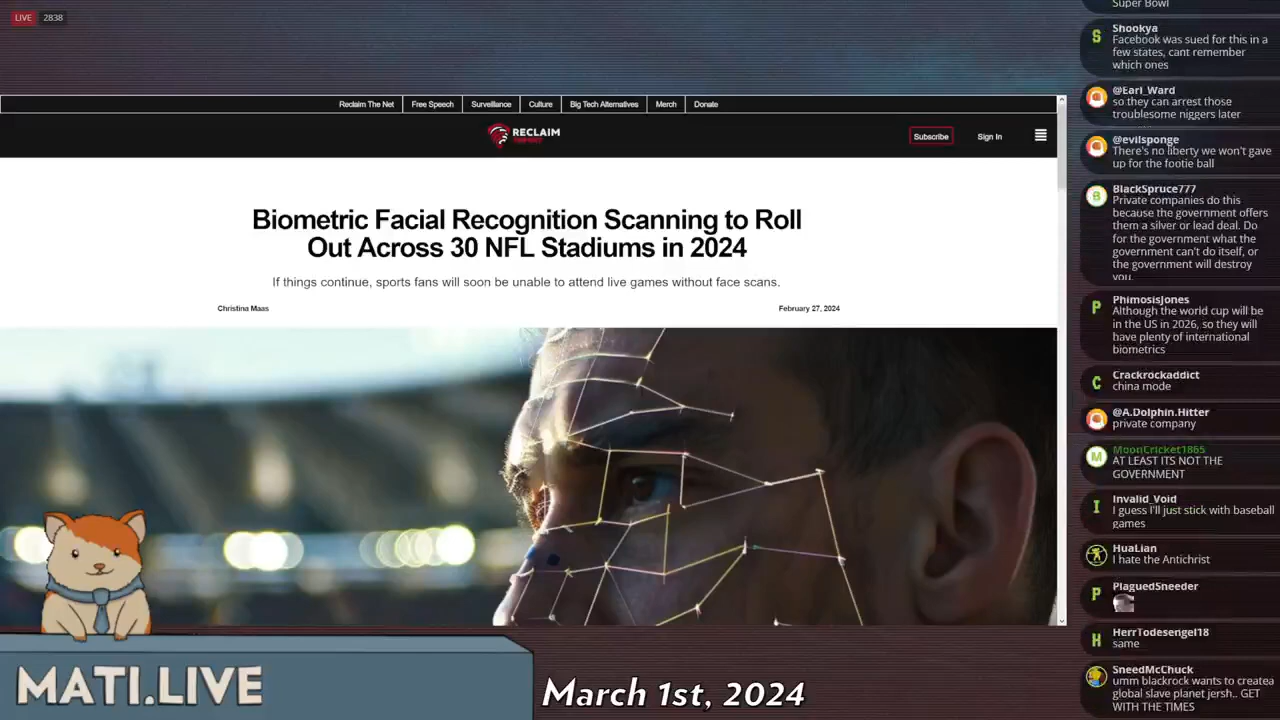 LIVE 2838
Reclaim The Net
Free Speech
Surveillance
Culture
Big Tech Alternatives
Merch
Donate
RECLAIM
Subscribe
Sign In
Biometric Facial Recognition Scanning to Roll
Out Across 30 NFL Stadiums in 2024
If things continue, sports fans will soon be unable to attend live games without face scans.
Christina Maas
February 27, 2024
MATI.LIVE
March 1st, 2024
Super Bowl
S
Shookya
Facebook was sued for this in a
few states, cant remember
which ones
@Earl_Ward
so they can arrest those
troublesome niggers later
@evilsponge
There's no liberty we won't gave
up for the footie ball
B
BlackSpruce777
Private companies do this
because the government offers
them a silver or lead deal. Do
for the government what the
government can't do itself, or
the government will destroy
you.
P
PhimosisJones
Although the world cup will be
in the US in 2026, so they will
have plenty of international
biometrics
C
Crackrockaddict
china mode
@A.Dolphin.Hitter
private company
M
MoonCricket1865
AT LEAST ITS NOT THE
GOVERNMENT
I
Invalid_Void
I guess i'll just stick with baseball
games
HuaLian
I hate the Antichrist
P
PlaguedSneeder
H
HerrTodesengel18
same
SneedMcChuck
umm blackrock wants to createa
global slave planet jersh.. GET
WITH THE TIMES